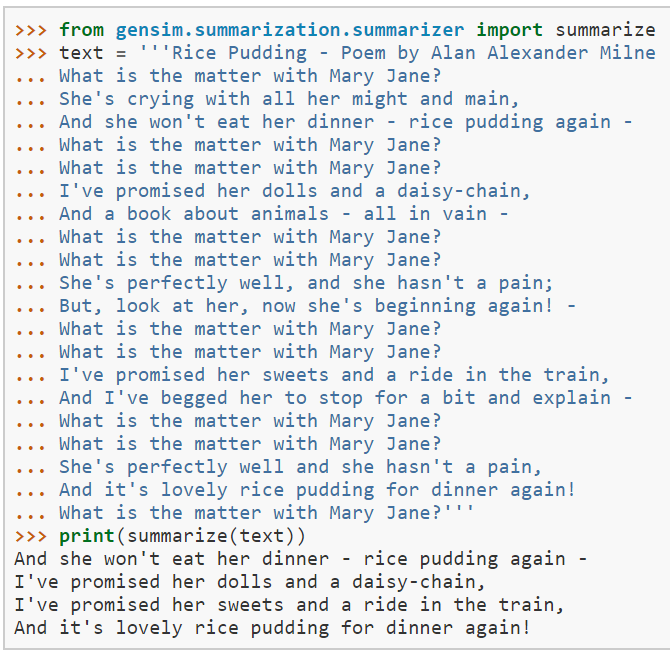 >>> from gensim.summarization.summarizer import summarize
>>> text = '''Rice Pudding - Poem by Alan Alexander Milne
... What is the matter with Mary Jane?
... She's crying with all her might and main,
... And she won't eat her dinner - rice pudding again -
... What is the matter with Mary Jane?
... What is the matter with Mary Jane?
... I've promised her dolls and a daisy-chain,
... And a book about animals - all in vain -
... What is the matter with Mary Jane?
... What is the matter with Mary Jane?
... She's perfectly well, and she hasn't a pain;
... But, look at her, now she's beginning again! -
... What is the matter with Mary Jane?
... What is the matter with Mary Jane?
... I've promised her sweets and a ride in the train,
... And I've begged her to stop for a bit and explain -
... What is the matter with Mary Jane?
... What is the matter with Mary Jane?
... She's perfectly well and she hasn't a pain,
... And it's lovely rice pudding for dinner again!
... What is the matter with Mary Jane?'''
>>> print(summarize(text))
And she won't eat her dinner - rice pudding again -
I've promised her dolls and a daisy-chain,
I've promised her sweets and a ride in the train,
And it's lovely rice pudding for dinner again!